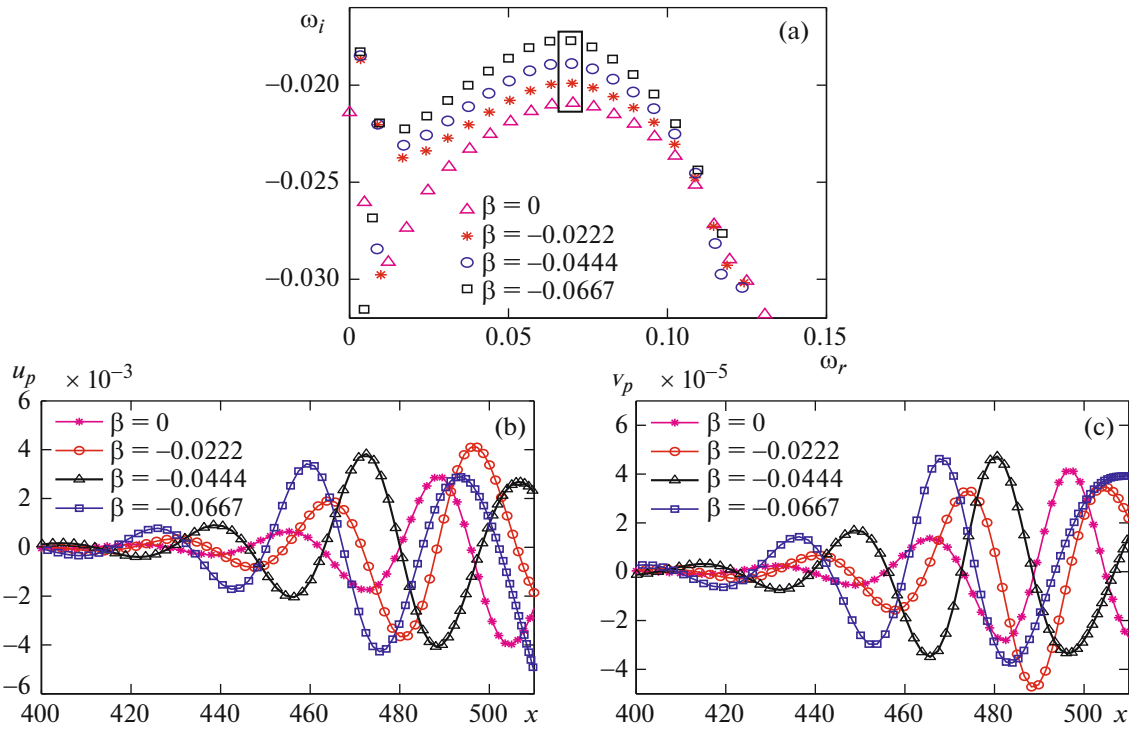 ωi
(a)
−0.020
−0.025
−0.030
β = 0
β = −0.0222
β = −0.0444
β = −0.0667
0
0.05
0.10
0.15
ωr
up × 10−3
(b)
6
4
2
0
−2
−4
−6
β = 0
β = −0.0222
β = −0.0444
β = −0.0667
400 420 440 460 480 500 x
vp × 10−5
(c)
6
4
2
0
−2
−4
−5
β = 0
β = −0.0222
β = −0.0444
β = −0.0667
400 420 440 460 480 500 x